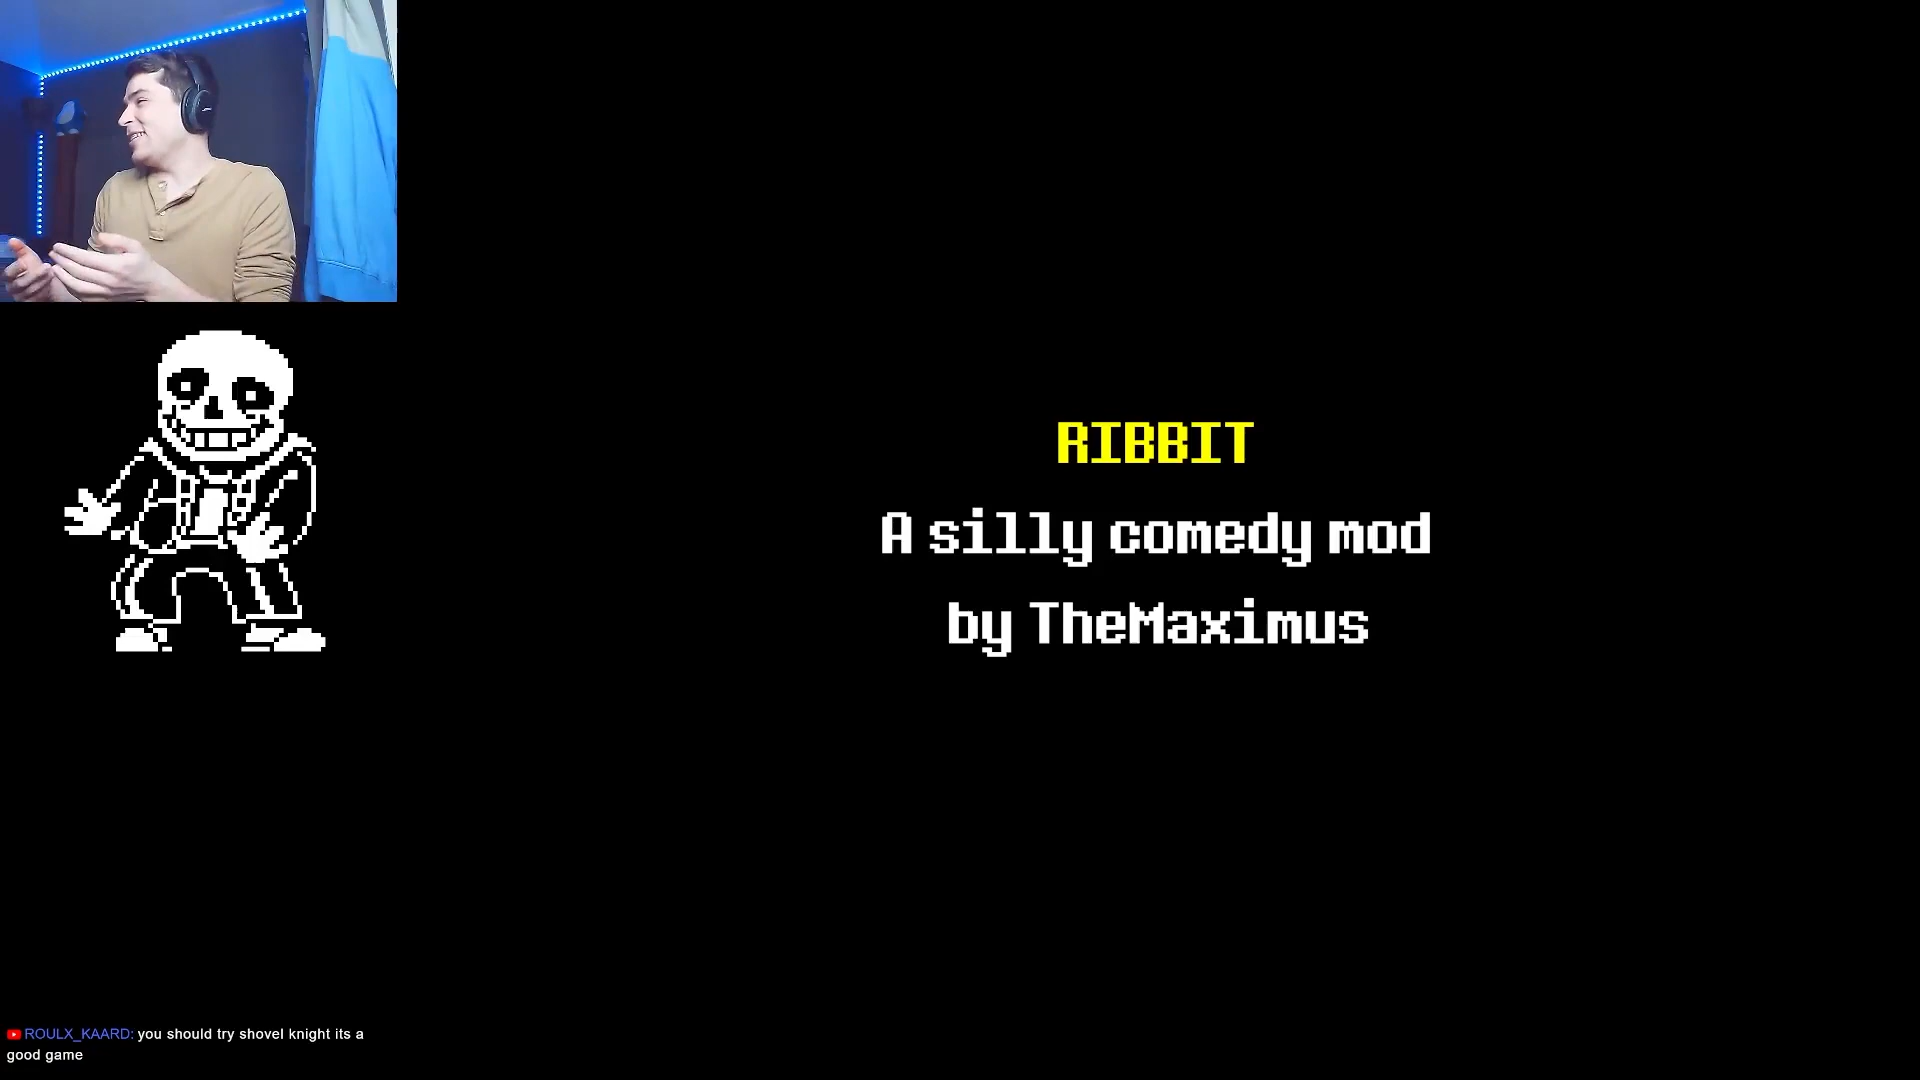 RIBBIT
A silly comedy mod
by TheMaximus
ROULX_KAARD: you should try shovel knight its a
good game